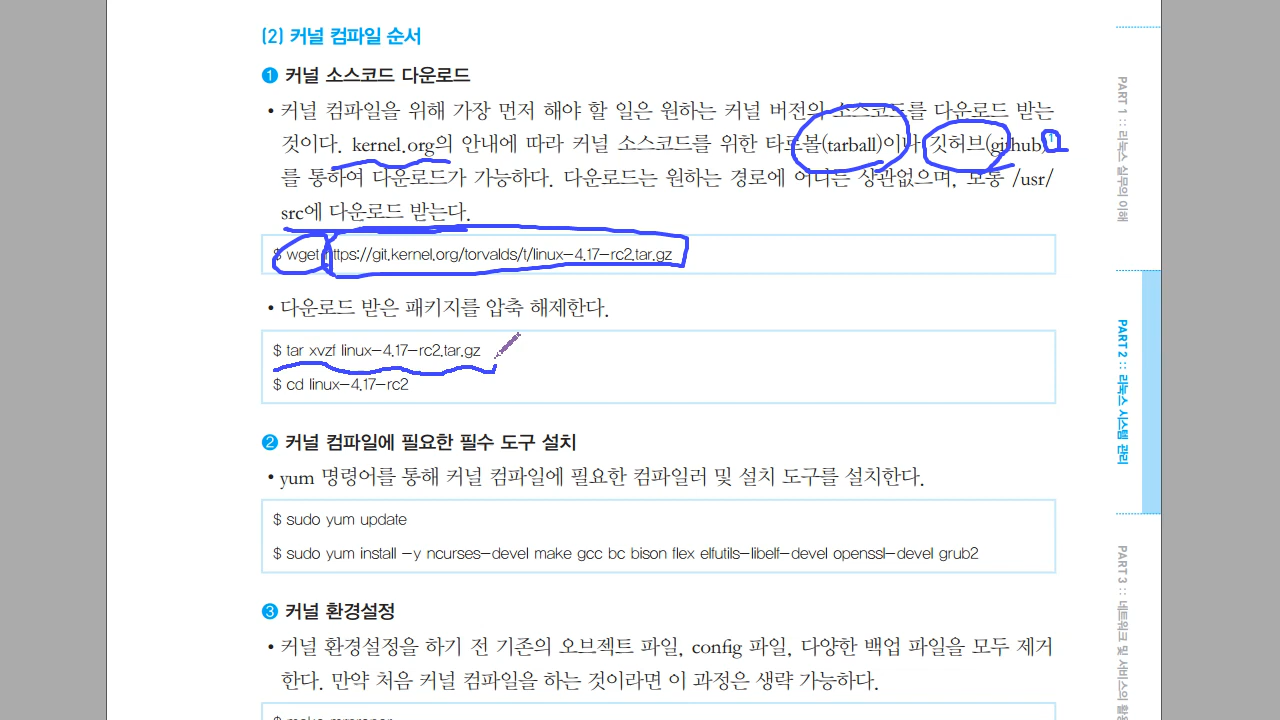 (2) 커널 컴파일 순서
❶ 커널 소스코드 다운로드
• 커널 컴파일을 위해 가장 먼저 해야 할 일은 원하는 커널 버전의 소스코드를 다운로드 받는
것이다. kernel.org의 안내에 따라 커널 소스코드를 위한 타르볼(tarball)이나 깃허브(github)
를 통하여 다운로드가 가능하다. 다운로드는 원하는 경로에 어디든 상관없으며, 보통 /usr/
src에 다운로드 받는다.
$ wget https://git.kernel.org/torvalds/t/linux-4.17-rc2.tar.gz
• 다운로드 받은 패키지를 압축 해제한다.
$ tar xvzf linux-4.17-rc2.tar.gz
$ cd linux-4.17-rc2
❷ 커널 컴파일에 필요한 필수 도구 설치
• yum 명령어를 통해 커널 컴파일에 필요한 컴파일러 및 설치 도구를 설치한다.
$ sudo yum update
$ sudo yum install -y ncurses-devel make gcc bc bison flex elfutils-libelf-devel openssl-devel grub2
❸ 커널 환경설정
• 커널 환경설정을 하기 전 기존의 오브젝트 파일, config 파일, 다양한 백업 파일을 모두 제거
한다. 만약 처음 커널 컴파일을 하는 것이라면 이 과정은 생략 가능하다.
$ make mrproper
PART 1 :: 리눅스 실무의 이해
PART 2 :: 리눅스 시스템 관리
PART 3 :: 네트워크 및 서비스의 활용